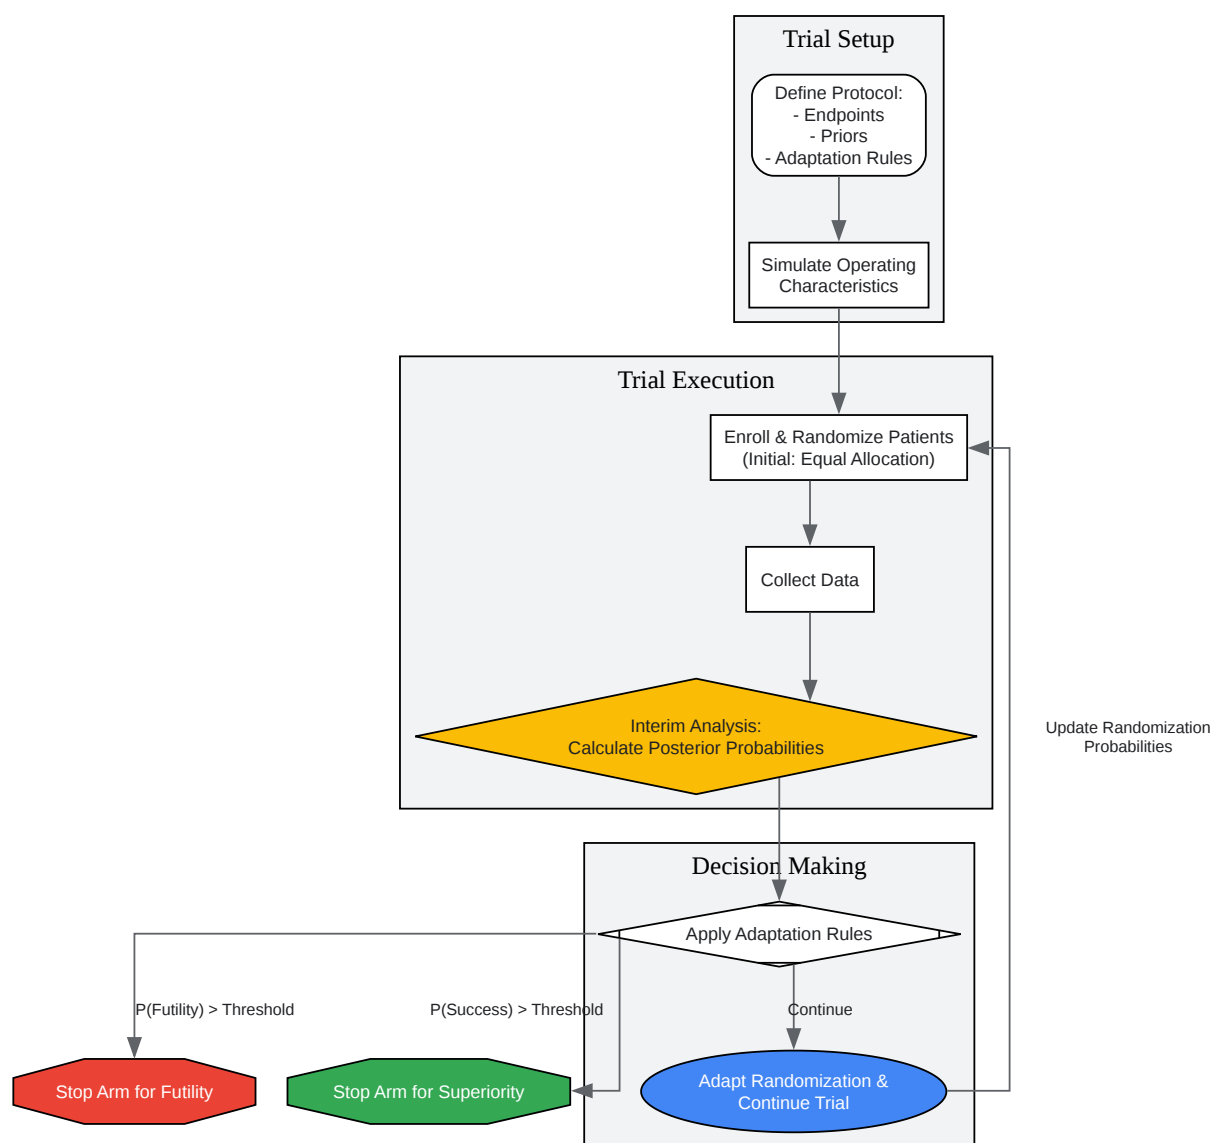 Trial Setup
Define Protocol:
- Endpoints
- Priors
- Adaptation Rules
Simulate Operating
Characteristics
Trial Execution
Enroll & Randomize Patients
(Initial: Equal Allocation)
Collect Data
Interim Analysis:
Calculate Posterior Probabilities
Update Randomization
Probabilities
Decision Making
Apply Adaptation Rules
P(Futility) > Threshold
P(Success) > Threshold
Continue
Stop Arm for Futility
Stop Arm for Superiority
Adapt Randomization &
Continue Trial